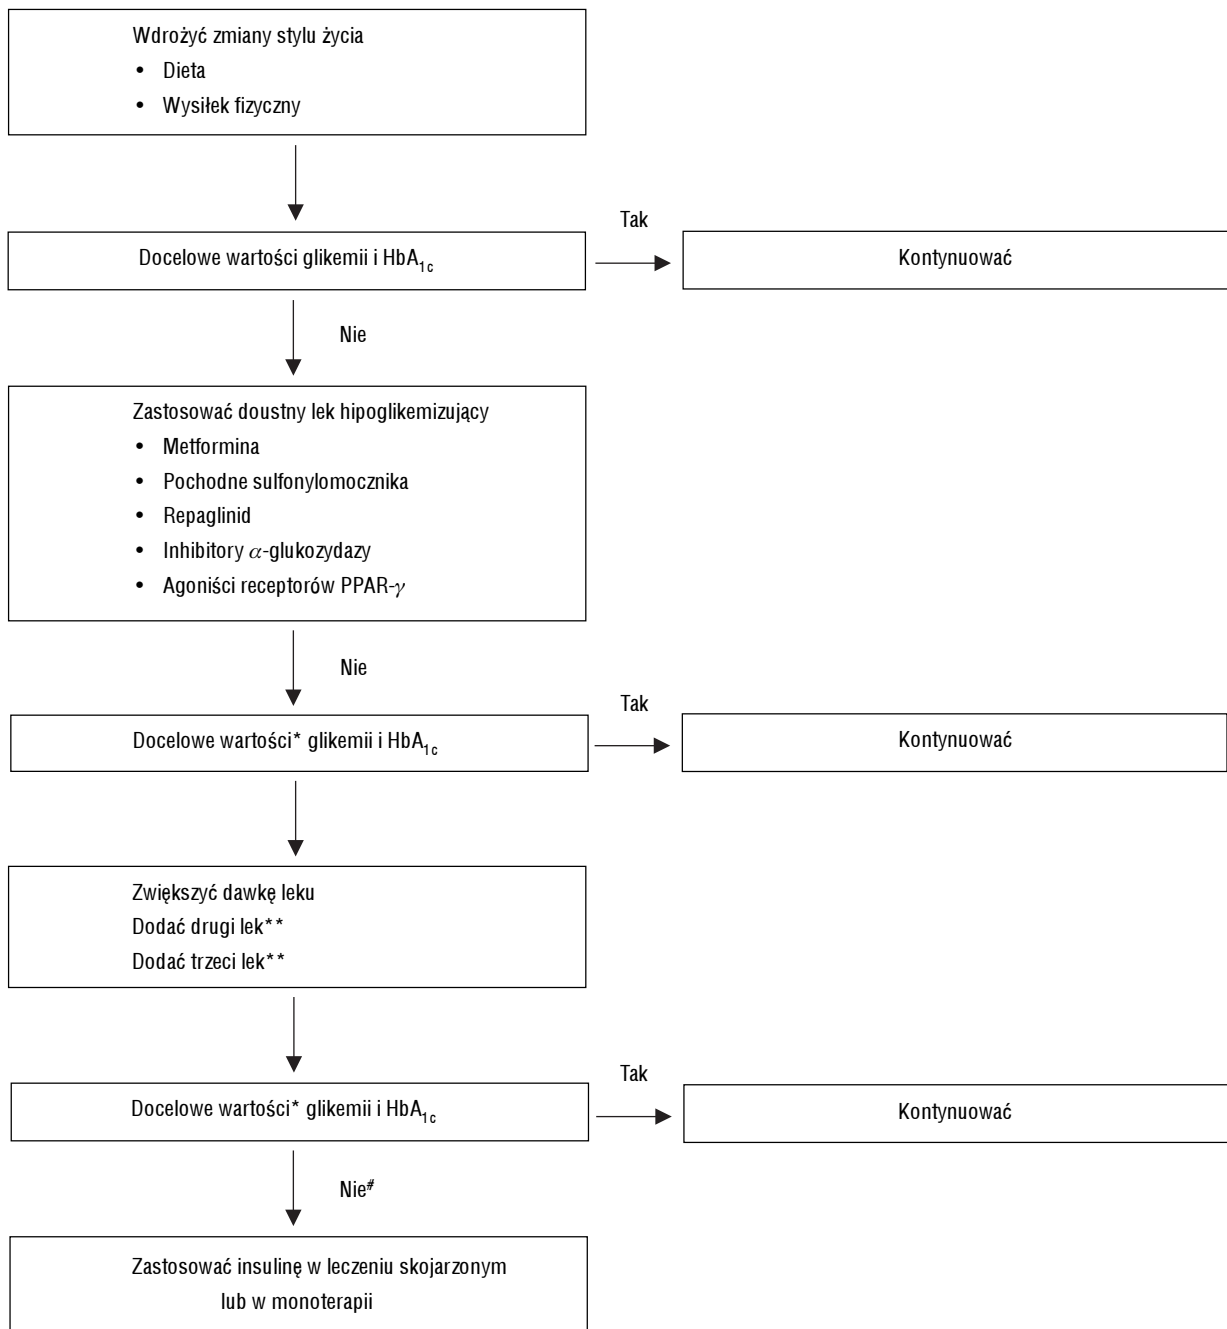 Wdrożyć zmiany stylu życia
• Dieta
• Wysiłek fizyczny
Tak
Docelowe wartości glikemii i HbA1c
Kontynuować
Nie
Zastosować doustny lek hipoglikemizujący
• Metformina
• Pochodne sulfonylomocznika
• Repaglinid
• Inhibitory α-glukozydazy
• Agoniści receptorów PPAR-γ
Nie
Tak
Docelowe wartości* glikemii i HbA1c
Kontynuować
Zwiększyć dawkę leku
Dodać drugi lek**
Dodać trzeci lek**
Tak
Docelowe wartości* glikemii i HbA1c
Kontynuować
Nie#
Zastosować insulinę w leczeniu skojarzonym
lub w monoterapii